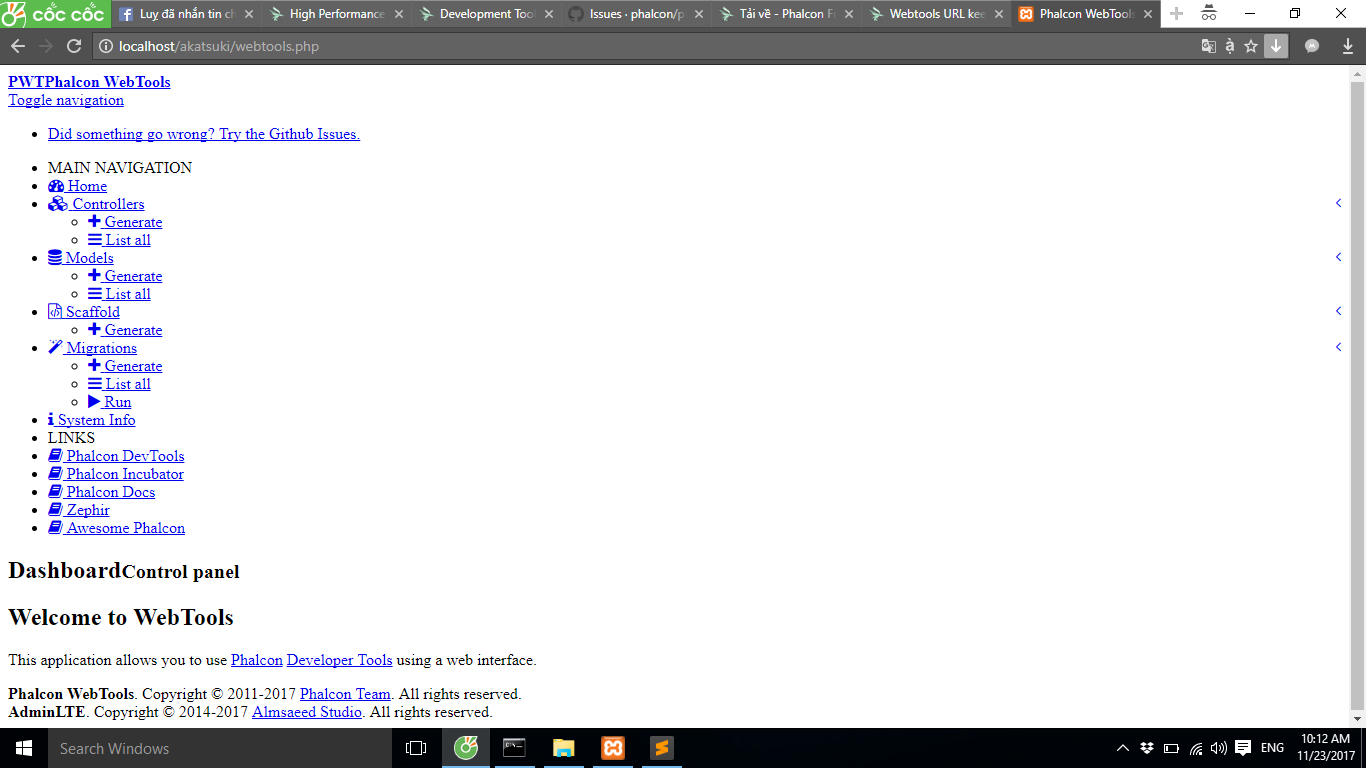 cốc cốc
Luỵ đã nhắn tin ch
High Performance
Development Too
Issues · phalcon/p
Tải về - Phalcon F
Webtools URL kee
Phalcon WebTools
localhost/akatsuki/webtools.php
PWTPhalcon WebTools
Toggle navigation
Did something go wrong? Try the Github Issues.
MAIN NAVIGATION
Home
Controllers
Generate
List all
Models
Generate
List all
Scaffold
Generate
Migrations
Generate
List all
Run
System Info
LINKS
Phalcon DevTools
Phalcon Incubator
Phalcon Docs
Zephir
Awesome Phalcon
DashboardControl panel
Welcome to WebTools
This application allows you to use Phalcon Developer Tools using a web interface.
Phalcon WebTools. Copyright © 2011-2017 Phalcon Team. All rights reserved.
AdminLTE. Copyright © 2014-2017 Almsaeed Studio. All rights reserved.
Search Windows
ENG
10:12 AM
11/23/2017